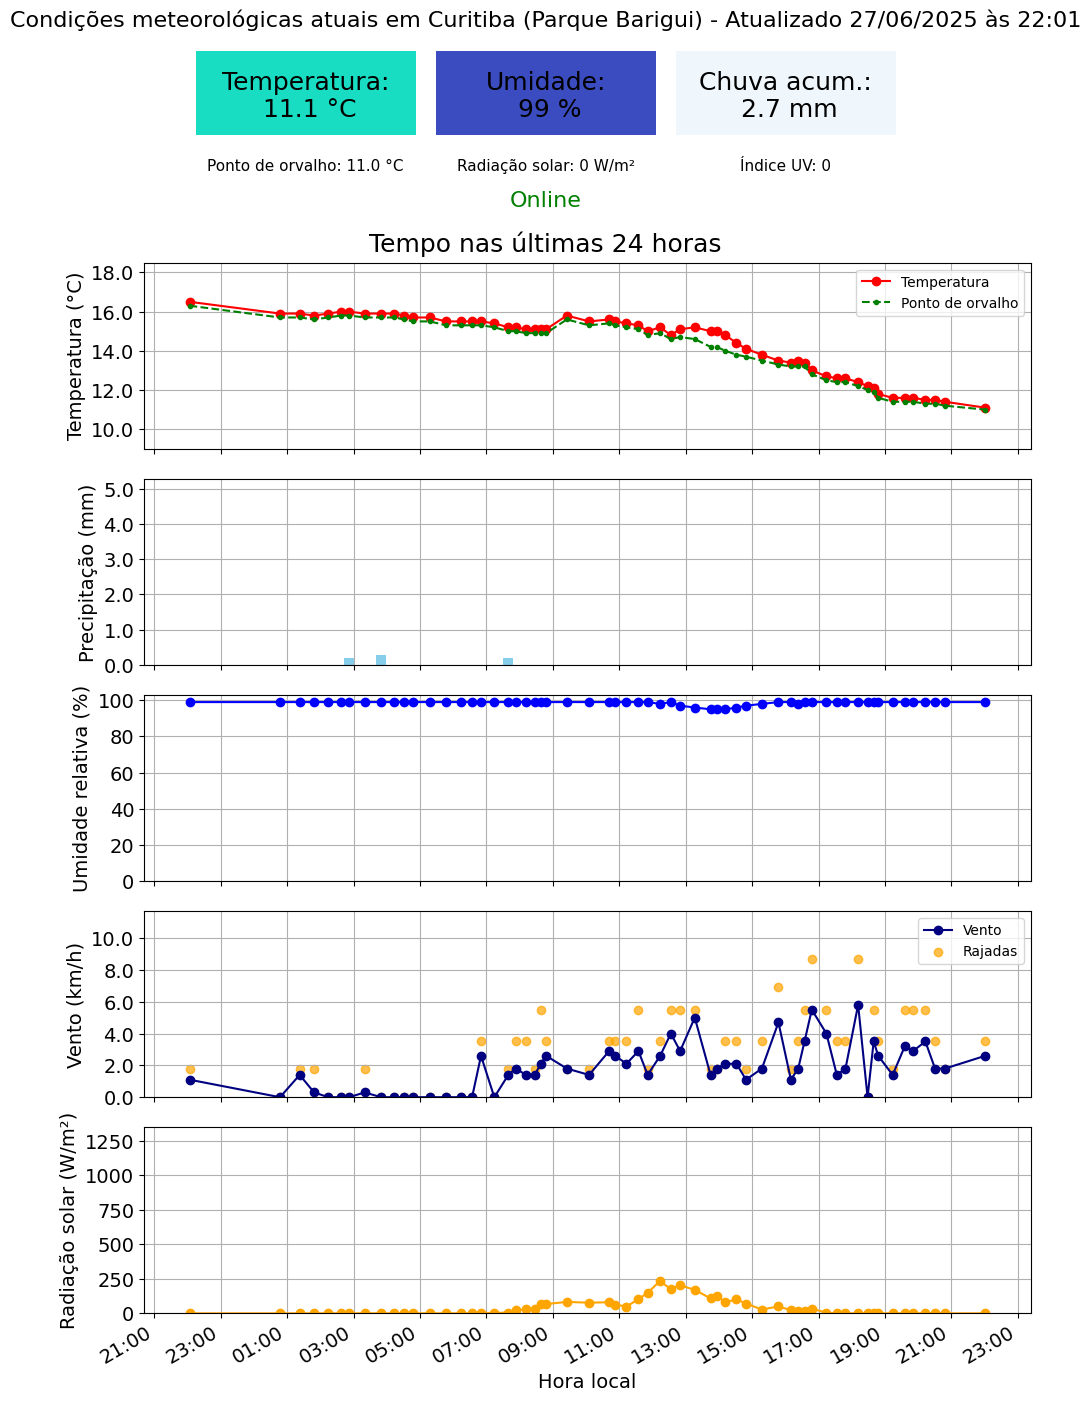 Condições meteorológicas atuais em Curitiba (Parque Barigui) - Atualizado 27/06/2025 às 22:01
Temperatura:
11.1 °C
Umidade:
99 %
Chuva acum.:
2.7 mm
Ponto de orvalho: 11.0 °C
Radiação solar: 0 W/m²
Índice UV: 0
Online
Tempo nas últimas 24 horas
Temperatura (°C)
18.0
16.0
14.0
12.0
10.0
Temperatura
Ponto de orvalho
Precipitação (mm)
5.0
4.0
3.0
2.0
1.0
0.0
Umidade relativa (%)
100
80
60
40
20
0
Vento (km/h)
10.0
8.0
6.0
4.0
2.0
0.0
Vento
Rajadas
Radiação solar (W/m²)
1250
1000
750
500
250
0
21:00
23:00
01:00
03:00
05:00
07:00
09:00
11:00
13:00
15:00
17:00
19:00
21:00
23:00
Hora local